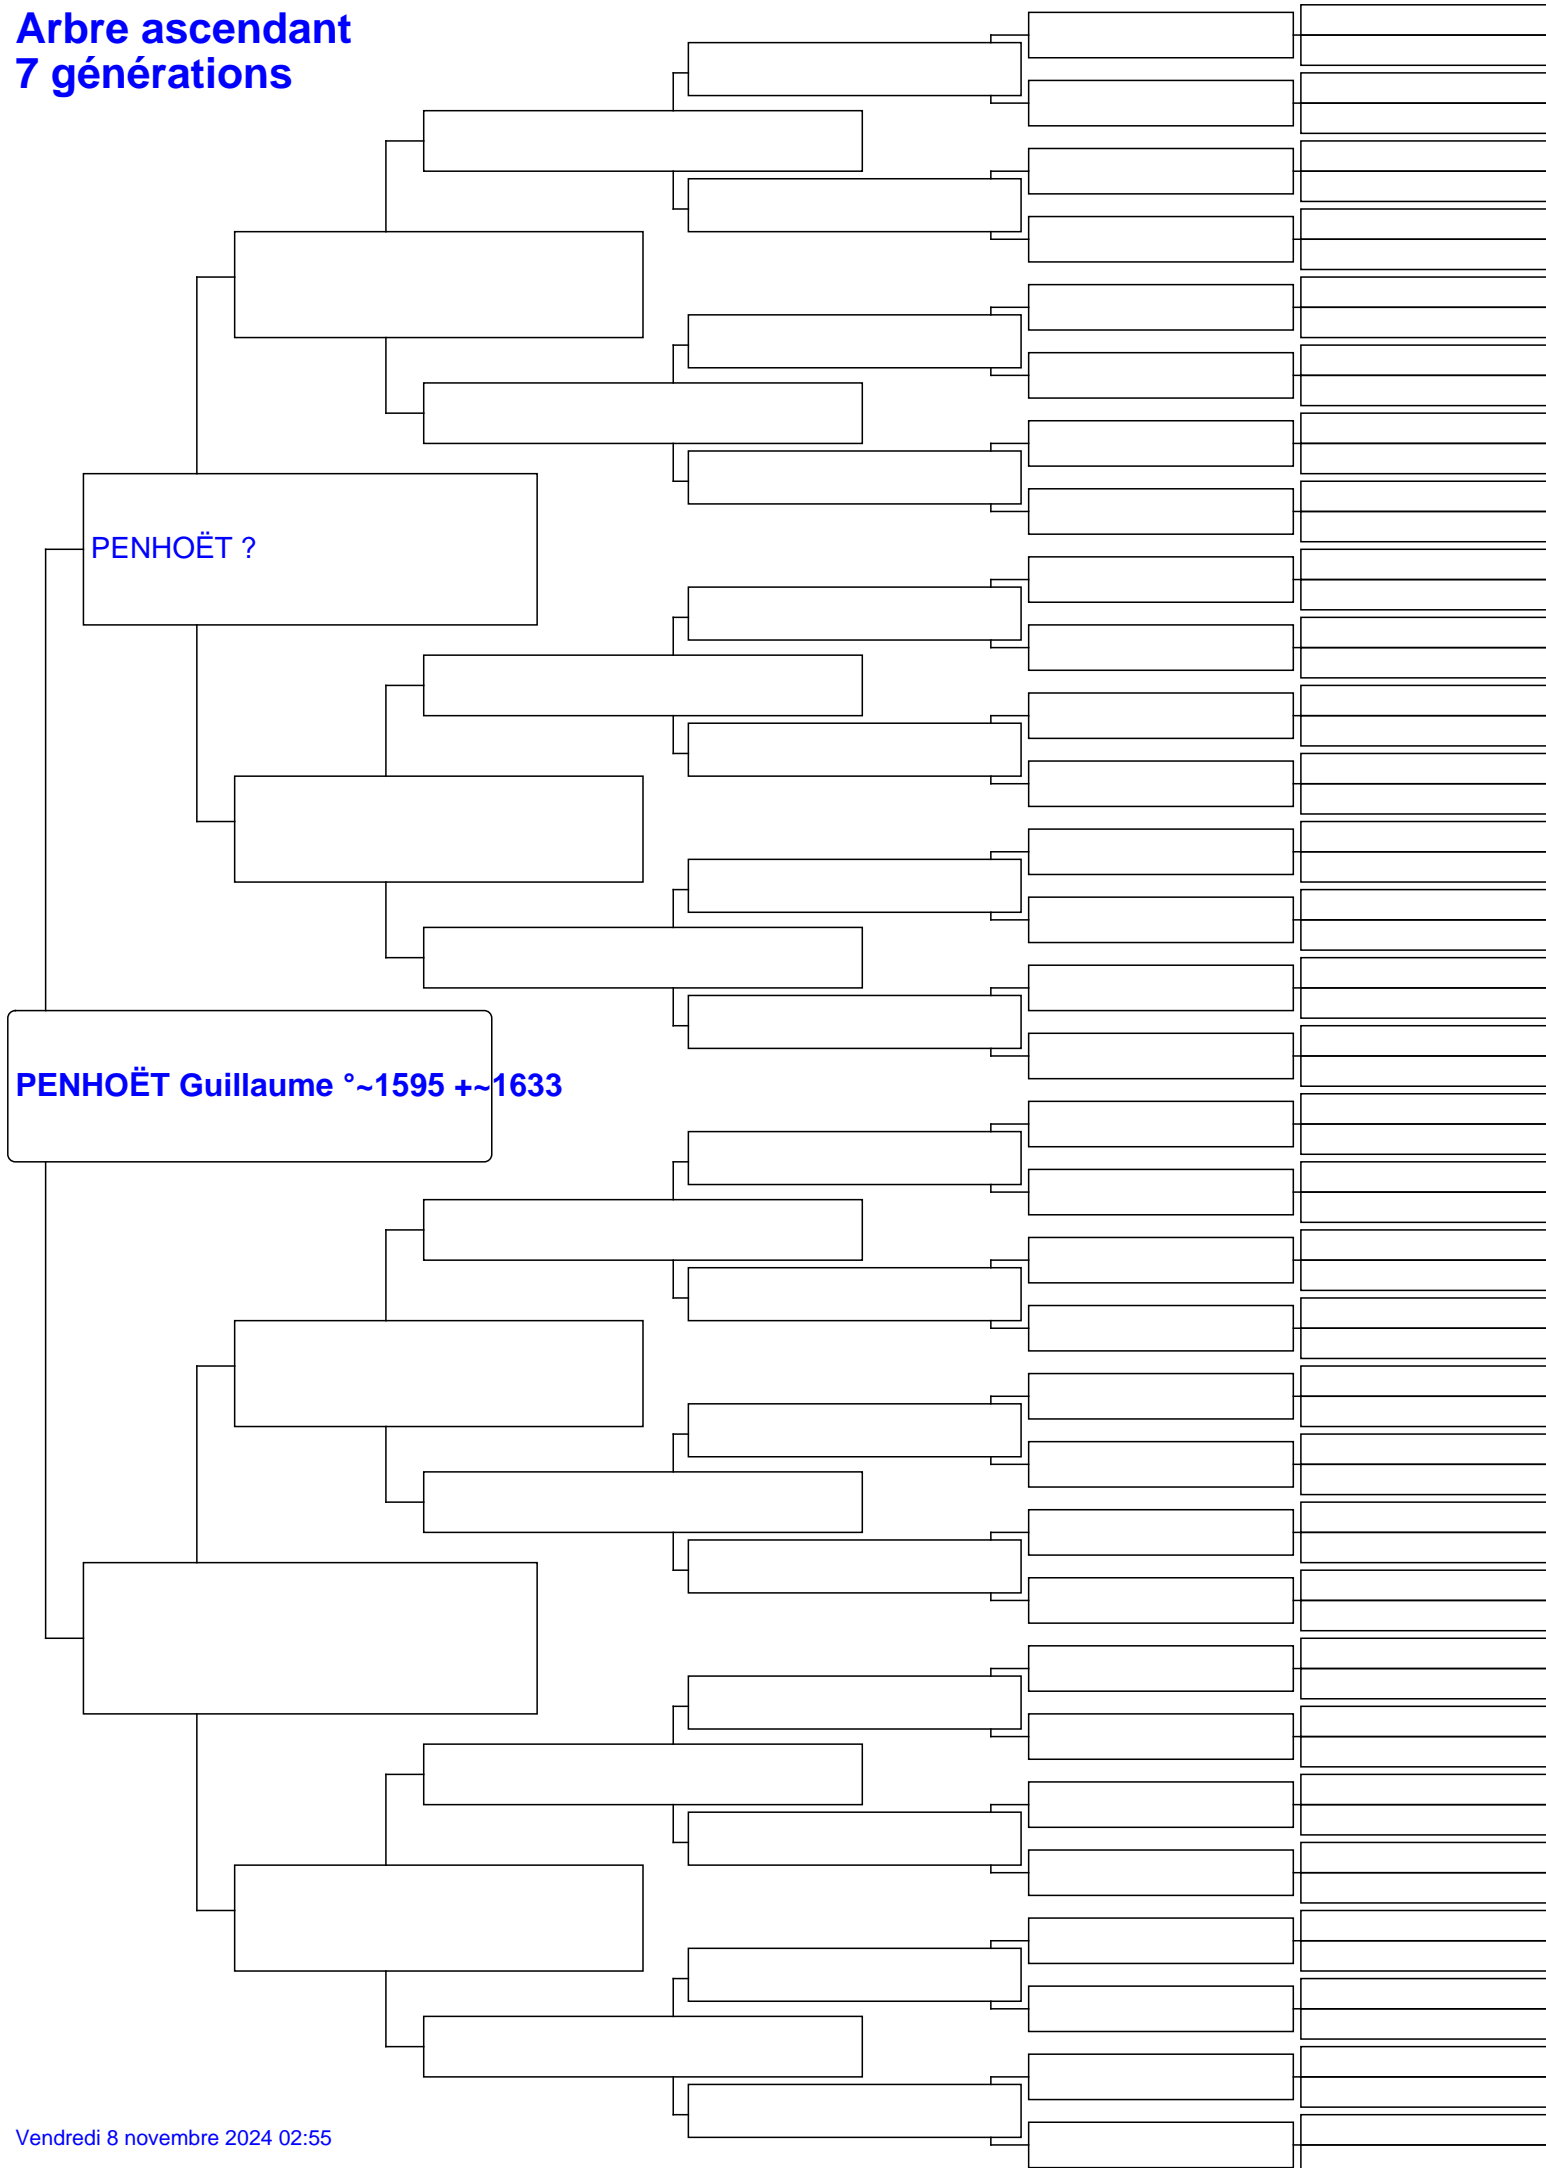 Arbre ascendant
7 générations
PENHOËT ?
PENHOËT Guillaume °~1595 +~1633
Vendredi 8 novembre 2024 02:55